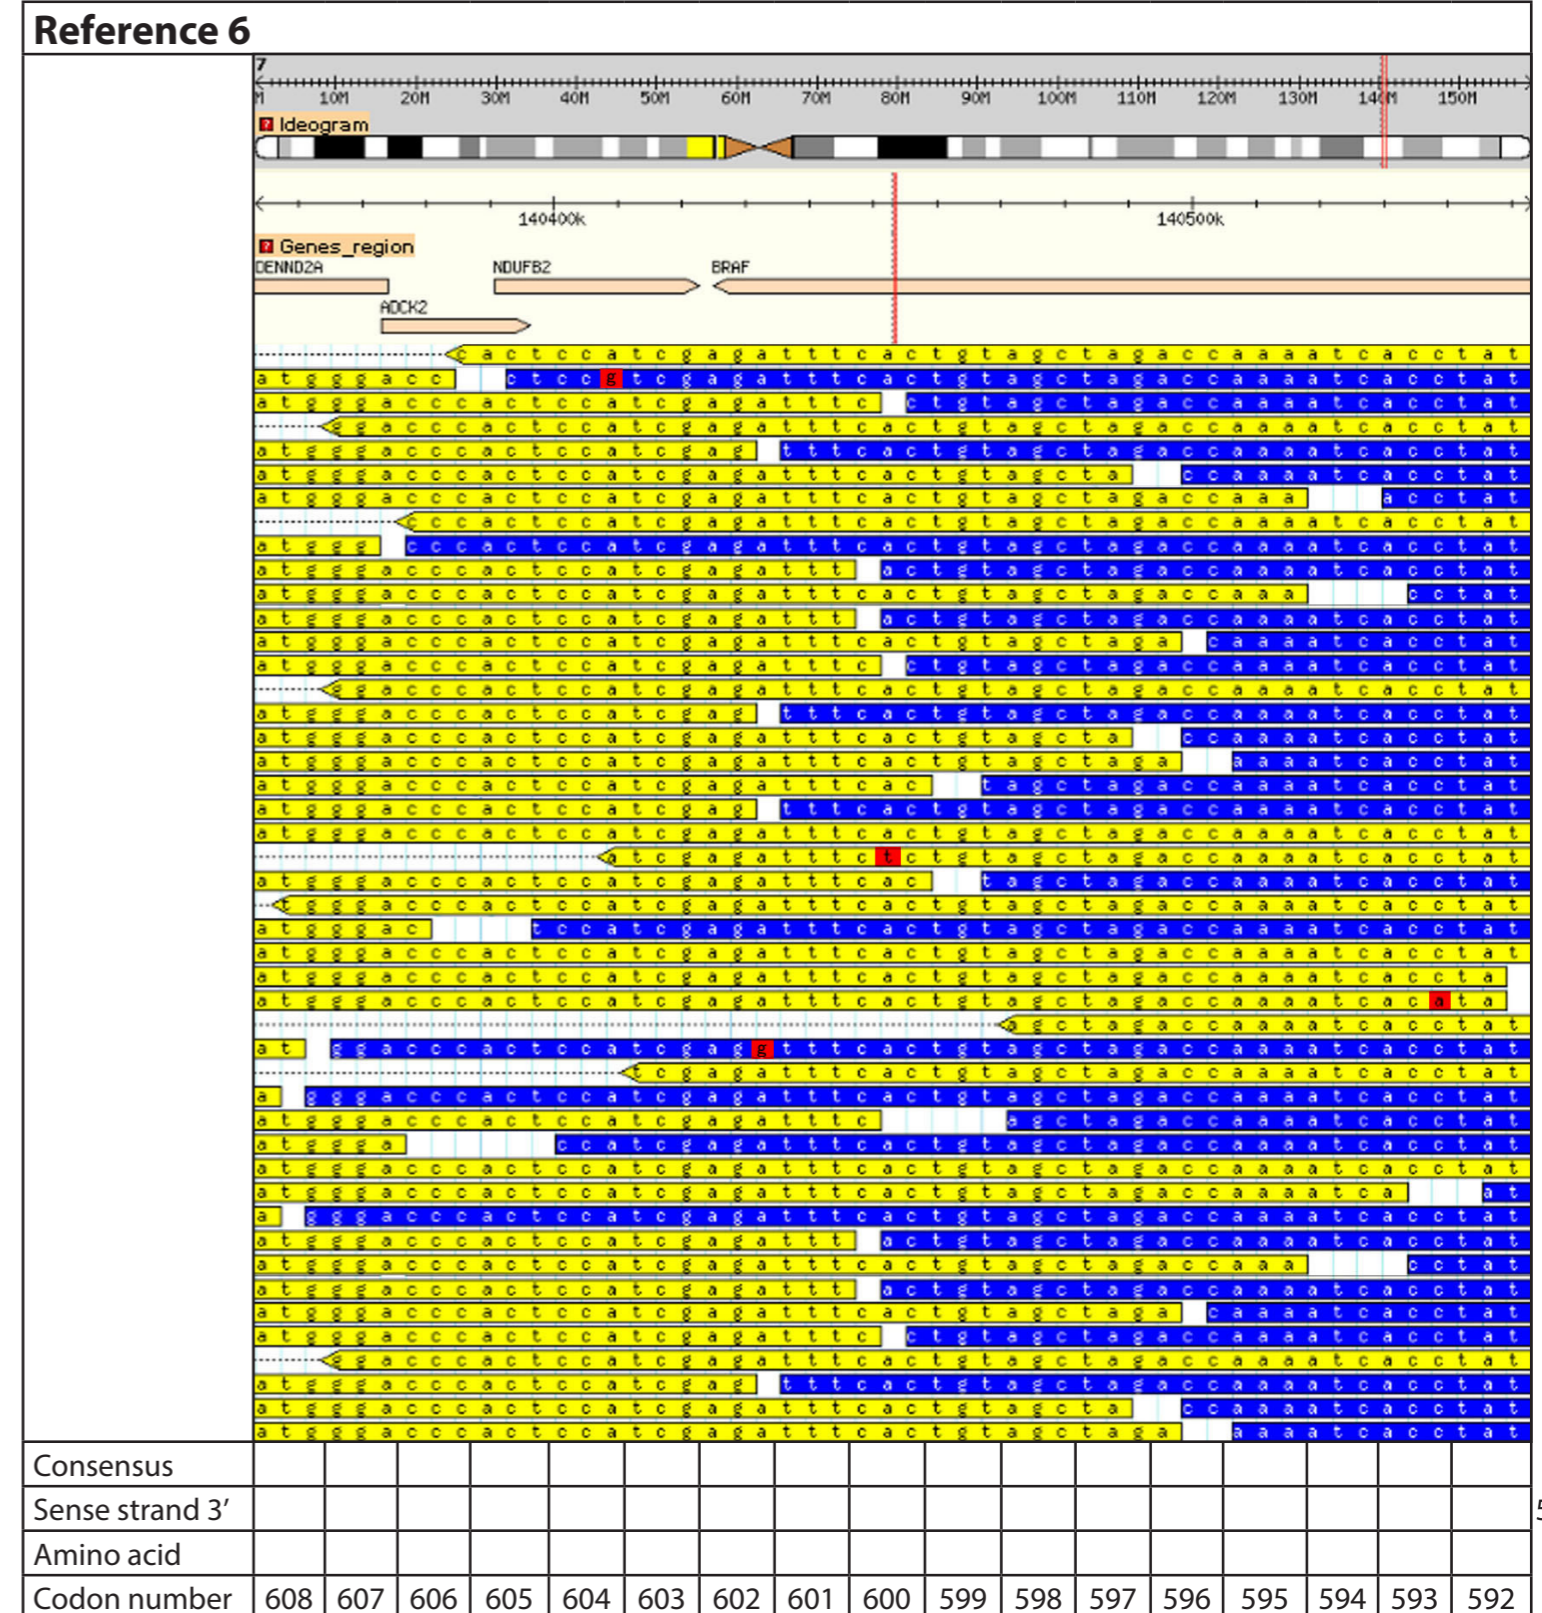 Reference 6
7
M 10M 20M 30M 40M 50M 60M 70M 80M 90M 100M 110M 120M 130M 140M 150M
? Ideogram
140400k 140500k
? Genes_region
DENND2A NDUFB2 BRAF
ADCK2
c a c t c c a t c g a g a t t t c a c t g t a g c t a g a c c a a a a t c a c c t a t
a t g g g a c c c t c c g t c g a g a t t t c a c t g t a g c t a g a c c a a a a t c a c c t a t
a t g g g a c c c a c t c c a t c g a g a t t t c c t g t a g c t a g a c c a a a a t c a c c t a t
g g a c c c a c t c c a t c g a g a t t t c a c t g t a g c t a g a c c a a a a t c a c c t a t
a t g g g a c c c a c t c c a t c g a g t t t c a c t g t a g c t a g a c c a a a a t c a c c t a t
a t g g g a c c c a c t c c a t c g a g a t t t c a c t g t a g c t a c c a a a a t c a c c t a t
a t g g g a c c c a c t c c a t c g a g a t t t c a c t g t a g c t a g a c c a a a a c c t a t
c c c a c t c c a t c g a g a t t t c a c t g t a g c t a g a c c a a a a t c a c c t a t
a t g g g c c c a c t c c a t c g a g a t t t c a c t g t a g c t a g a c c a a a a t c a c c t a t
a t g g g a c c c a c t c c a t c g a g a t t t a c t g t a g c t a g a c c a a a a t c a c c t a t
a t g g g a c c c a c t c c a t c g a g a t t t c a c t g t a g c t a g a c c a a a c c t a t
a t g g g a c c c a c t c c a t c g a g a t t t a c t g t a g c t a g a c c a a a a t c a c c t a t
a t g g g a c c c a c t c c a t c g a g a t t t c a c t g t a g c t a g a c a a a a t c a c c t a t
a t g g g a c c c a c t c c a t c g a g a t t t c c t g t a g c t a g a c c a a a a t c a c c t a t
g g a c c c a c t c c a t c g a g a t t t c a c t g t a g c t a g a c c a a a a t c a c c t a t
a t g g g a c c c a c t c c a t c g a g t t t c a c t g t a g c t a g a c c a a a a t c a c c t a t
a t g g g a c c c a c t c c a t c g a g a t t t c a c t g t a g c t a c c a a a a t c a c c t a t
a t g g g a c c c a c t c c a t c g a g a t t t c a c t g t a g c t a g a a a a a t c a c c t a t
a t g g g a c c c a c t c c a t c g a g a t t t c a c t a g c t a g a c c a a a a t c a c c t a t
a t g g g a c c c a c t c c a t c g a g t t t c a c t g t a g c t a g a c c a a a a t c a c c t a t
a t g g g a c c c a c t c c a t c g a g a t t t c a c t g t a g c t a g a c c a a a a t c a c c t a t
a t c g a g a t t t c t c t g t a g c t a g a c c a a a a t c a c c t a t
a t g g g a c c c a c t c c a t c g a g a t t t c a c t a g c t a g a c c a a a a t c a c c t a t
t g g g a c c c a c t c c a t c g a g a t t t c a c t g t a g c t a g a c c a a a a t c a c c t a t
a t g g g a c t c c a t c g a g a t t t c a c t g t a g c t a g a c c a a a a t c a c c t a t
a t g g g a c c c a c t c c a t c g a g a t t t c a c t g t a g c t a g a c c a a a a t c a c c t a t
a t g g g a c c c a c t c c a t c g a g a t t t c a c t g t a g c t a g a c c a a a a t c a c c t a
a t g g g a c c c a c t c c a t c g a g a t t t c a c t g t a g c t a g a c c a a a a t c a c a t a
a g c t a g a c c a a a a t c a c c t a t
a t g g a c c c a c t c c a t c g a g g t t t c a c t g t a g c t a g a c c a a a a t c a c c t a t
t c g a g a t t t c a c t g t a g c t a g a c c a a a a t c a c c t a t
a g g g a c c c a c t c c a t c g a g a t t t c a c t g t a g c t a g a c c a a a a t c a c c t a t
a t g g g a c c c a c t c c a t c g a g a t t t c a g c t a g a c c a a a a t c a c c t a t
a t g g g a c c a t c g a g a t t t c a c t g t a g c t a g a c c a a a a t c a c c t a t
a t g g g a c c c a c t c c a t c g a g a t t t c a c t g t a g c t a g a c c a a a a t c a c c t a t
a t g g g a c c c a c t c c a t c g a g a t t t c a c t g t a g c t a g a c c a a a a t c a a t
a g g g a c c c a c t c c a t c g a g a t t t c a c t g t a g c t a g a c c a a a a t c a c c t a t
a t g g g a c c c a c t c c a t c g a g a t t t a c t g t a g c t a g a c c a a a a t c a c c t a t
a t g g g a c c c a c t c c a t c g a g a t t t c a c t g t a g c t a g a c c a a a c c t a t
a t g g g a c c c a c t c c a t c g a g a t t t a c t g t a g c t a g a c c a a a a t c a c c t a t
a t g g g a c c c a c t c c a t c g a g a t t t c a c t g t a g c t a g a c a a a a t c a c c t a t
a t g g g a c c c a c t c c a t c g a g a t t t c c t g t a g c t a g a c c a a a a t c a c c t a t
g g a c c c a c t c c a t c g a g a t t t c a c t g t a g c t a g a c c a a a a t c a c c t a t
a t g g g a c c c a c t c c a t c g a g t t t c a c t g t a g c t a g a c c a a a a t c a c c t a t
a t g g g a c c c a c t c c a t c g a g a t t t c a c t g t a g c t a c c a a a a t c a c c t a t
a t g g g a c c c a c t c c a t c g a g a t t t c a c t g t a g c t a g a a a a a t c a c c t a t
Consensus
Sense strand 3′
Amino acid
Codon number 608 607 606 605 604 603 602 601 600 599 598 597 596 595 594 593 592